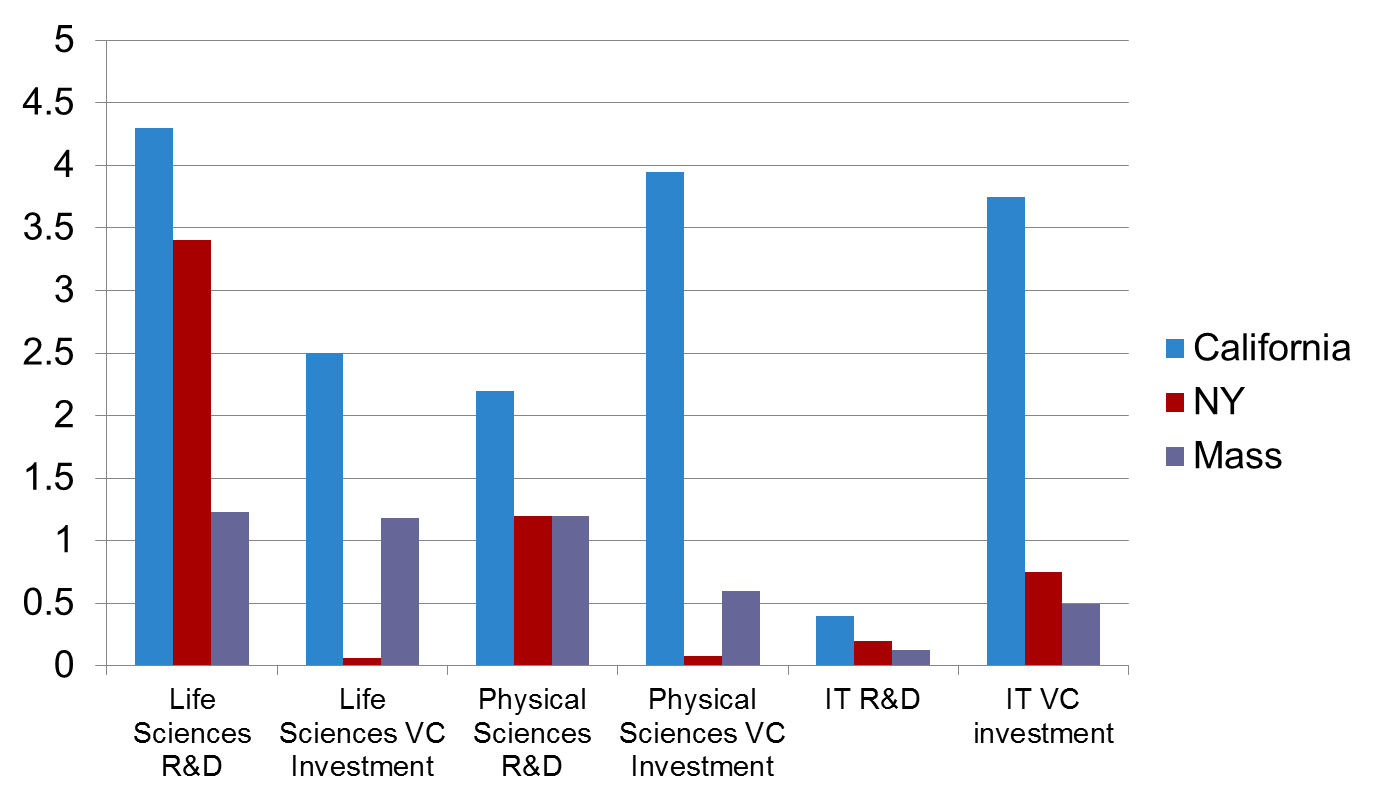 5
4.5
4
3.5
3
2.5
2
1.5
1
0.5
0
Life
Sciences
R&D
Life
Sciences VC
Investment
Physical
Sciences
R&D
Physical
Sciences VC
Investment
IT R&D
IT VC
investment
California
NY
Mass